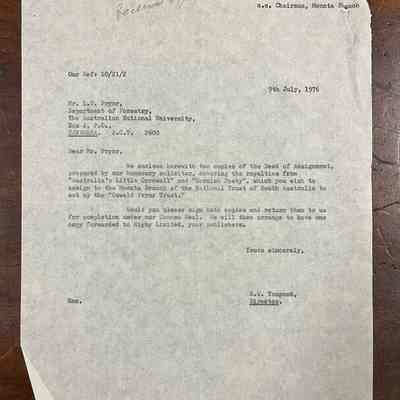 c.c. Chairman, Moonta Branch
Our Ref: 10/21/2
9th July, 1976
Mr. L.D. Pryor,
Department of Forestry,
The Australian National University,
Box 4, P.O.,
CANBERRA. A.C.T. 2600
Dear Mr. Pryor,
We enclose herewith two copies of the Deed of Assignment,
prepared by our honorary solicitor, covering the royalties from
"Australia's Little Cornwall" and "Cornish Pasty", which you wish to
assign to the Moonta Branch of the National Trust of South Australia to
set up the "Oswald Pryor Trust."
Would you please sign both copies and return them to us
for completion under our Common Seal. We will then arrange to have one
copy forwarded to Rigby Limited, your publishers.
Yours sincerely,
Director.
Enc.